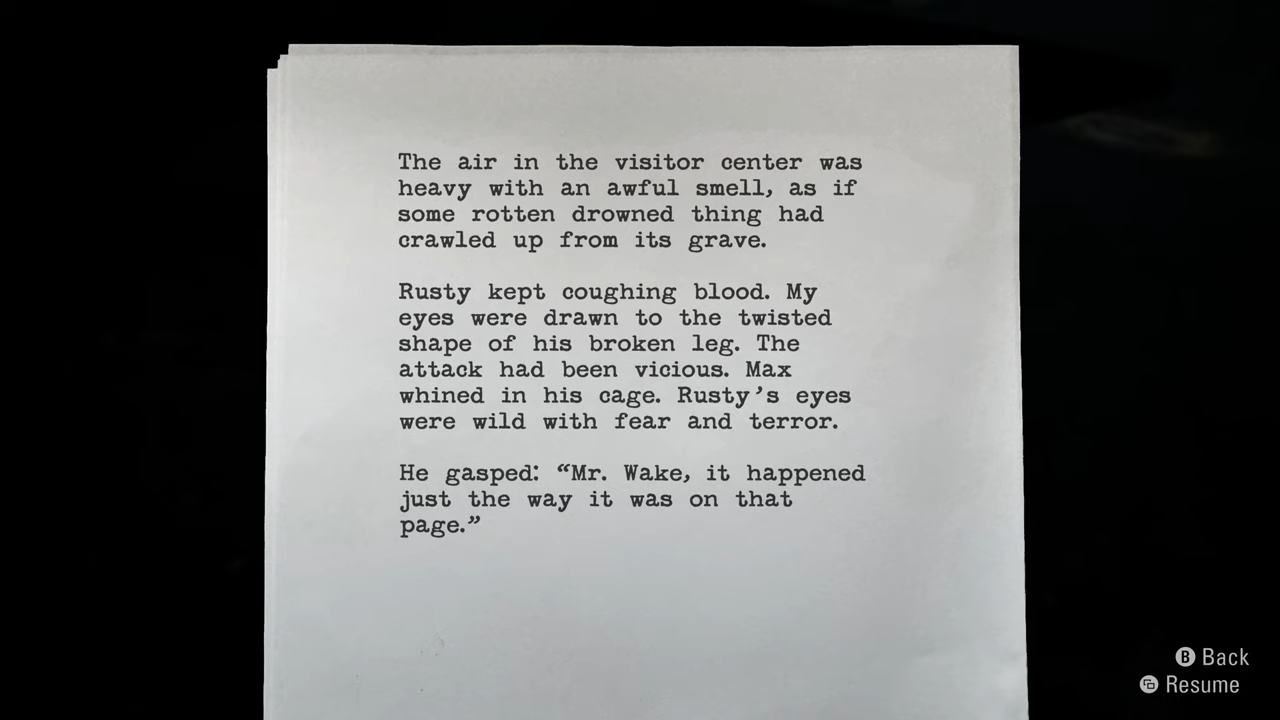 The air in the visitor center was
heavy with an awful smell, as if
some rotten drowned thing had
crawled up from its grave.
Rusty kept coughing blood. My
eyes were drawn to the twisted
shape of his broken leg. The
attack had been vicious. Max
whined in his cage. Rusty’s eyes
were wild with fear and terror.
He gasped: “Mr. Wake, it happened
just the way it was on that
page.”
B Back
Resume